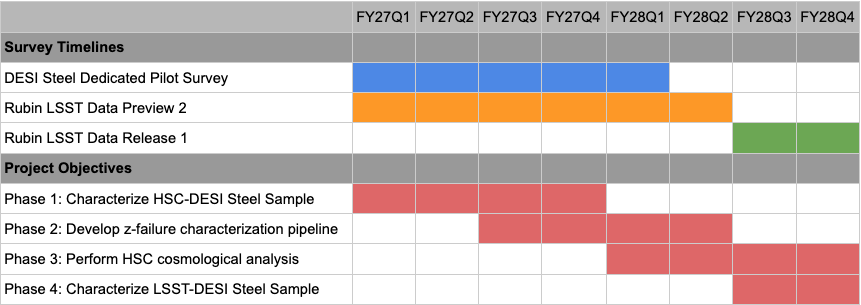 FY27Q1 FY27Q2 FY27Q3 FY27Q4 FY28Q1 FY28Q2 FY28Q3 FY28Q4
Survey Timelines
DESI Steel Dedicated Pilot Survey
Rubin LSST Data Preview 2
Rubin LSST Data Release 1
Project Objectives
Phase 1: Characterize HSC-DESI Steel Sample
Phase 2: Develop z-failure characterization pipeline
Phase 3: Perform HSC cosmological analysis
Phase 4: Characterize LSST-DESI Steel Sample